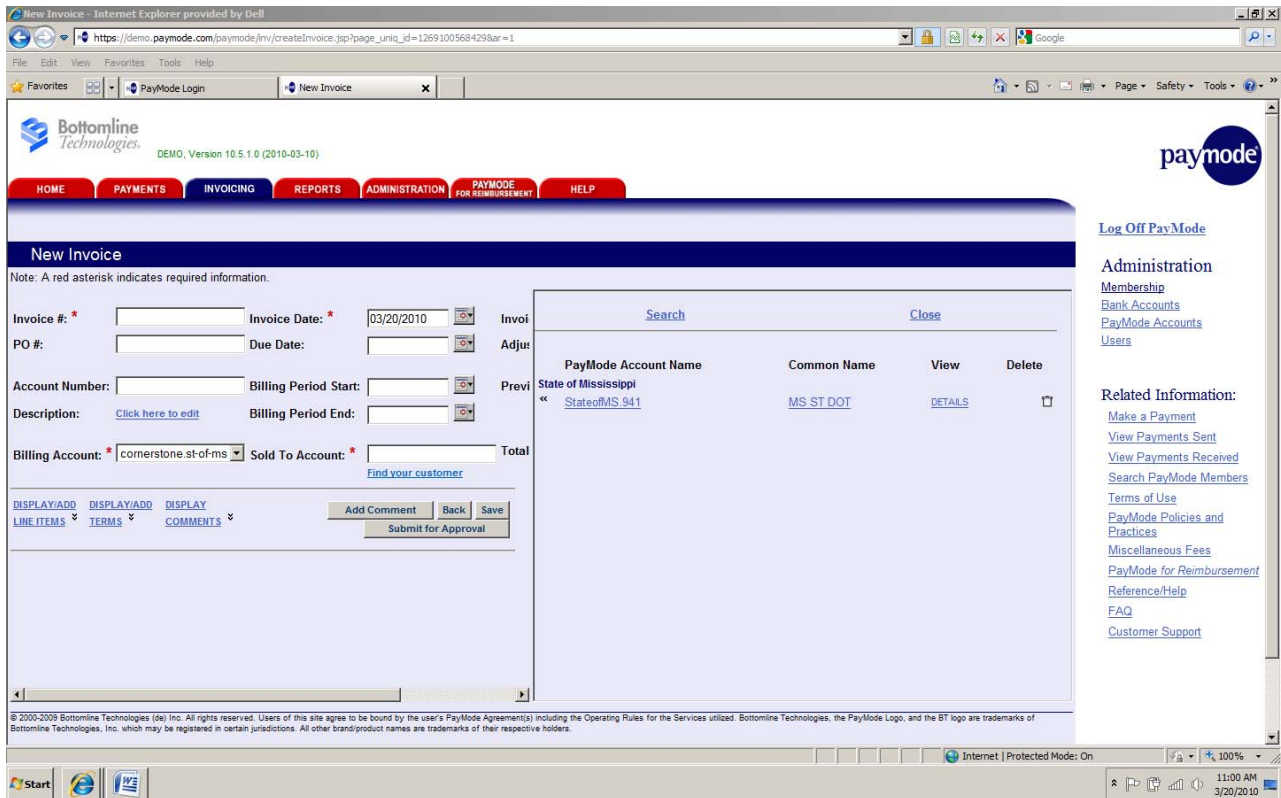 New Invoice - Internet Explorer provided by Dell
https://demo.paymode.com/paymode/inv/createInvoice.jsp?page_uniq_id=1269100568429&ar=1
Google
File Edit View Favorites Tools Help
Favorites PayMode Login New Invoice Page Safety Tools
Bottomline
Technologies.
DEMO, Version 10.5.1.0 (2010-03-10)
paymode
HOME PAYMENTS INVOICING REPORTS ADMINISTRATION PAYMODE FOR REIMBURSEMENT HELP
Log Off PayMode
New Invoice
Note: A red asterisk indicates required information.
Administration
Membership
Bank Accounts
PayMode Accounts
Users
Invoice #: * Invoice Date: * 03/20/2010 Invoi
PO #: Due Date: Adju
Account Number: Billing Period Start: Previ
Description: Click here to edit Billing Period End:
Billing Account: * cornerstone.st-of-ms Sold To Account: * Total
Find your customer
DISPLAY/ADD LINE ITEMS DISPLAY/ADD TERMS DISPLAY COMMENTS
Add Comment Back Save
Submit for Approval
Search Close
PayMode Account Name Common Name View Delete
State of Mississippi
« StateofMS.941 MS ST DOT DETAILS
Related Information:
Make a Payment
View Payments Sent
View Payments Received
Search PayMode Members
Terms of Use
PayMode Policies and
Practices
Miscellaneous Fees
PayMode for Reimbursement
Reference/Help
FAQ
Customer Support
© 2000-2009 Bottomline Technologies (de) Inc. All rights reserved. Users of this site agree to be bound by the user's PayMode Agreement(s) including the Operating Rules for the Services utilized. Bottomline Technologies, the PayMode Logo, and the BT logo are trademarks of
Bottomline Technologies, Inc. which may be registered in certain jurisdictions. All other brand/product names are trademarks of their respective holders.
Internet | Protected Mode: On 100%
Start 11:00 AM
3/20/2010